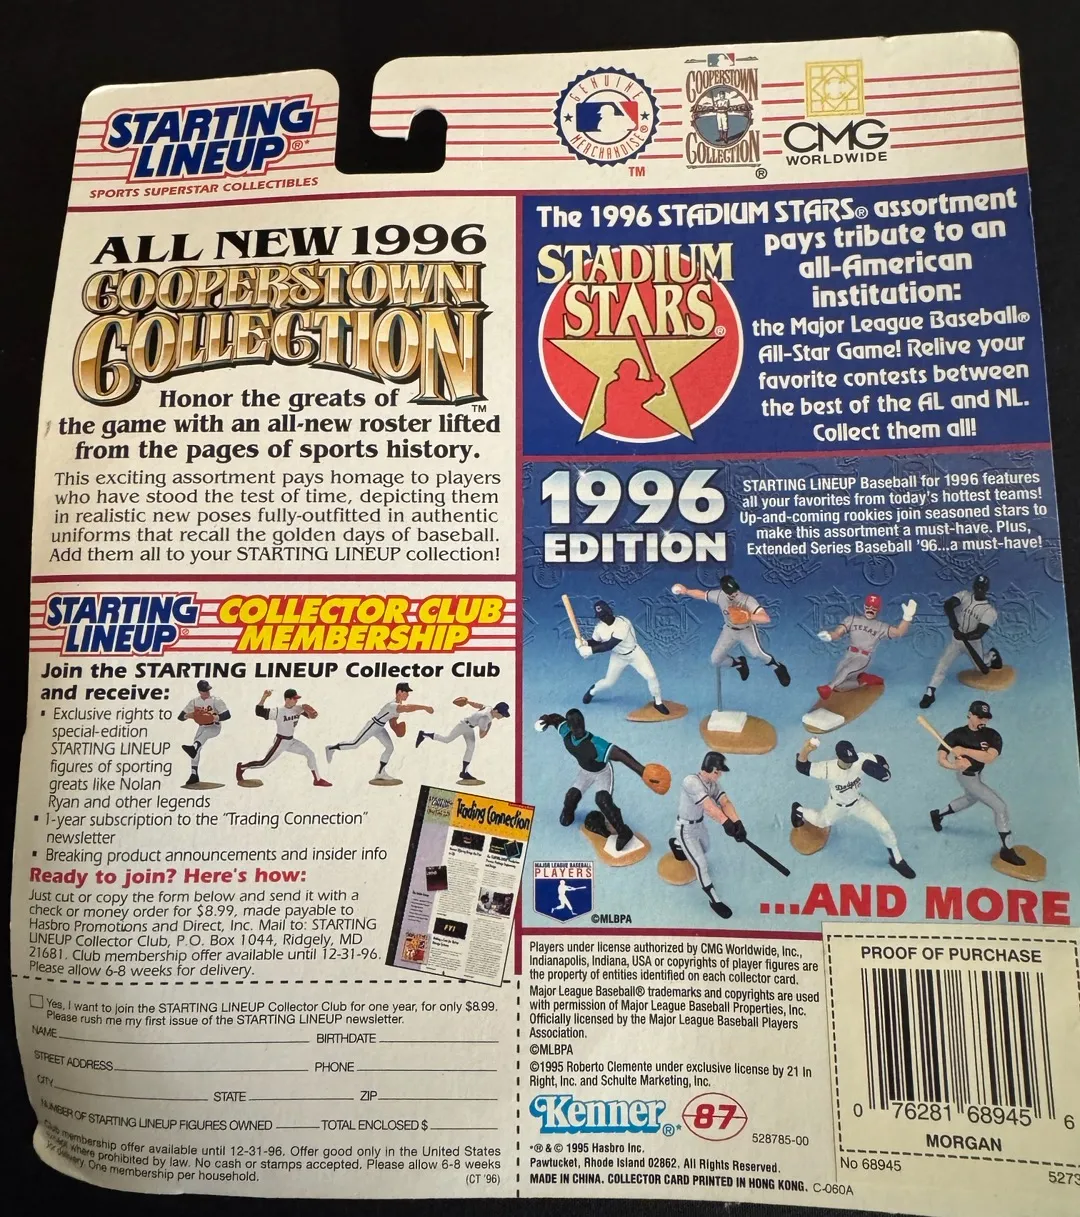 STARTING
LINEUP®*
SPORTS SUPERSTAR COLLECTIBLES
GENUINE
MERCHANDISE®
TM
COOPERSTOWN
COLLECTION
®
CMG
WORLDWIDE
ALL NEW 1996
COOPERSTOWN
COLLECTION
TM
Honor the greats of
the game with an all-new roster lifted
from the pages of sports history.
This exciting assortment pays homage to players
who have stood the test of time, depicting them
in realistic new poses fully-outfitted in authentic
uniforms that recall the golden days of baseball.
Add them all to your STARTING LINEUP collection!
The 1996 STADIUM STARS® assortment
pays tribute to an
all-American
institution:
the Major League Baseball®
All-Star Game! Relive your
favorite contests between
the best of the AL and NL.
Collect them all!
STADIUM
STARS®
1996
EDITION
STARTING LINEUP Baseball for 1996 features
all your favorites from today's hottest teams!
Up-and-coming rookies join seasoned stars to
make this assortment a must-have. Plus,
Extended Series Baseball '96...a must-have!
TEXAS
Dodgers
MAJOR LEAGUE BASEBALL
PLAYERS
©MLBPA
...AND MORE
STARTING
LINEUP®
COLLECTOR CLUB
MEMBERSHIP
Join the STARTING LINEUP Collector Club
and receive:
▪ Exclusive rights to
special-edition
STARTING LINEUP
figures of sporting
greats like Nolan
Ryan and other legends
▪ 1-year subscription to the "Trading Connection"
newsletter
▪ Breaking product announcements and insider info
Trading Connection
FYI
Ready to join? Here's how:
Just cut or copy the form below and send it with a
check or money order for $8.99, made payable to
Hasbro Promotions and Direct, Inc. Mail to: STARTING
LINEUP Collector Club, P.O. Box 1044, Ridgely, MD
21681. Club membership offer available until 12-31-96.
Please allow 6-8 weeks for delivery.
Yes, I want to join the STARTING LINEUP Collector Club for one year, for only $8.99.
Please rush me my first issue of the STARTING LINEUP newsletter.
NAME BIRTHDATE
STREET ADDRESS PHONE
CITY
STATE ZIP
NUMBER OF STARTING LINEUP FIGURES OWNED TOTAL ENCLOSED $
Club membership offer available until 12-31-96. Offer good only in the United States
except where prohibited by law. No cash or stamps accepted. Please allow 6-8 weeks
for delivery. One membership per household.
(CT '96)
Players under license authorized by CMG Worldwide, Inc.,
Indianapolis, Indiana, USA or copyrights of player figures are
the property of entities identified on each collector card.
Major League Baseball® trademarks and copyrights are used
with permission of Major League Baseball Properties, Inc.
Officially licensed by the Major League Baseball Players
Association.
©MLBPA
©1995 Roberto Clemente under exclusive license by 21 In
Right, Inc. and Schulte Marketing, Inc.
Kenner®*
87
528785-00
*® & © 1995 Hasbro Inc.
Pawtucket, Rhode Island 02862. All Rights Reserved.
MADE IN CHINA. COLLECTOR CARD PRINTED IN HONG KONG. C-060A
PROOF OF PURCHASE
0 76281 68945 6
MORGAN
No 68945